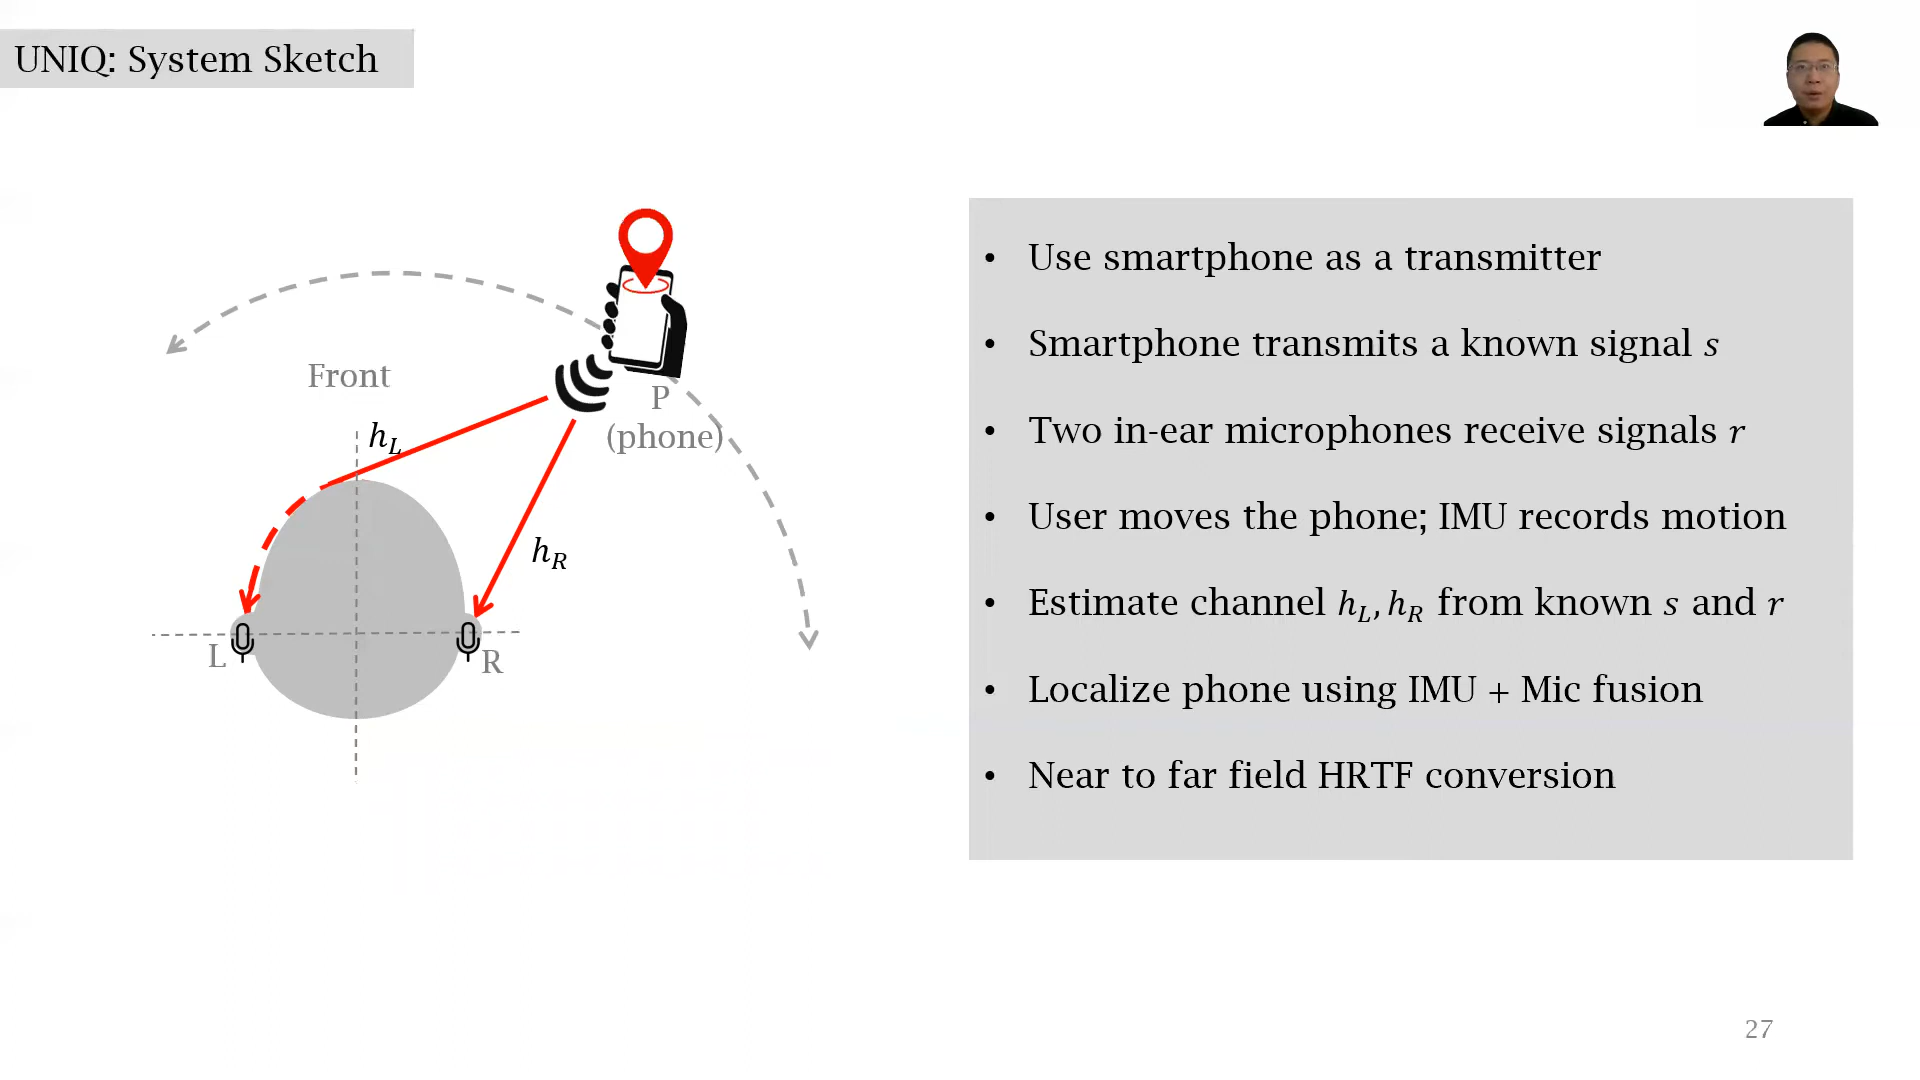 UNIQ: System Sketch
Front
P
(phone)
h_L
h_R
L
R
• Use smartphone as a transmitter
• Smartphone transmits a known signal s
• Two in-ear microphones receive signals r
• User moves the phone; IMU records motion
• Estimate channel h_L, h_R from known s and r
• Localize phone using IMU + Mic fusion
• Near to far field HRTF conversion
27